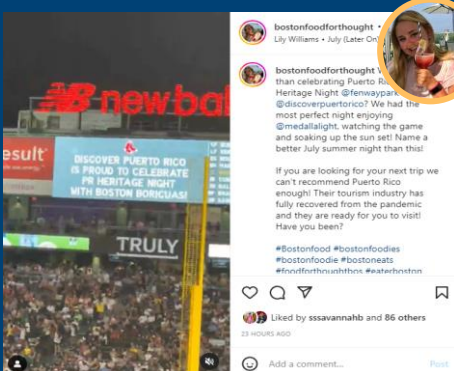 new bal
esult
DISCOVER PUERTO RICO
IS PROUD TO CELEBRATE
PR HERITAGE NIGHT
WITH BOSTON BORICUAS!
TRULY
bostonfoodforthought •
Lily Williams • July (Later On)
bostonfoodforthought
than celebrating Puerto
Heritage Night @fenwaypark
@discoverpuertorico? We had the
most perfect night enjoying
@medallalight, watching the game
and soaking up the sun set! Name a
better July summer night than this!
If you are looking for your next trip we
can't recommend Puerto Rico
enough! Their tourism industry has
fully recovered from the pandemic
and they are ready for you to visit!
Have you been?
#Bostonfood #bostonfoodies
#bostonfoodie #bostoneats
#foodforthoughtbos #eaterboston
Liked by sssavannahb and 86 others
23 HOURS AGO
Add a comment...
Post